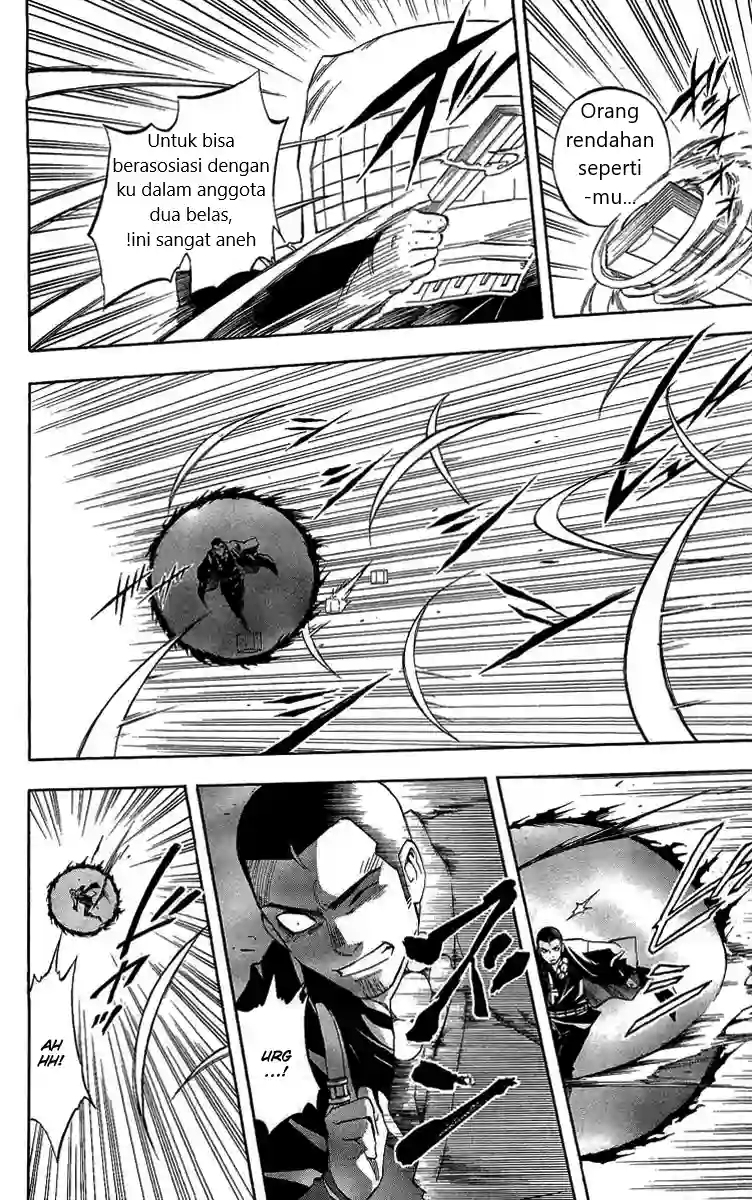 Orang
rendahan
seperti
-mu...
Untuk bisa
berasosiasi dengan
ku dalam anggota
dua belas,
!ini sangat aneh
URG
...!
AH
HH!